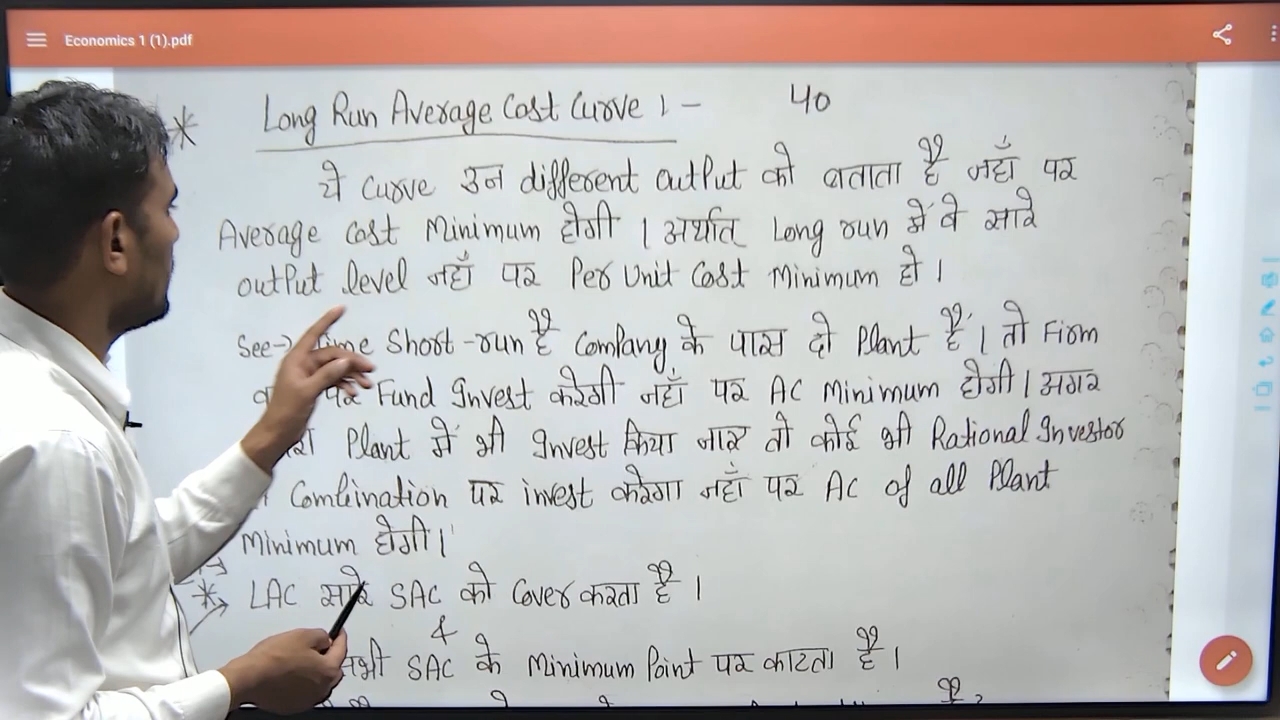 Economics 1 (1).pdf
Long Run Average Cost Curve :- 40
ये Curve उन different output को बताता है जहाँ पर
Average Cost Minimum होगी । अर्थात् Long run में वे सारे
output level जहाँ पर Per Unit Cost Minimum हो ।
See → Time Short-run है Company के पास दो Plant है । तो Firm
पर Fund Invest करेगी जहाँ पर AC Minimum होगी । अगर
Plant में भी Invest किया जाए तो कोई भी Rational Investor
Combination पर invest करेगा जहाँ पर AC of all Plant
Minimum होगी ।
LAC सारे SAC को Cover करता है ।
&
सभी SAC के Minimum Point पर काटता है ।